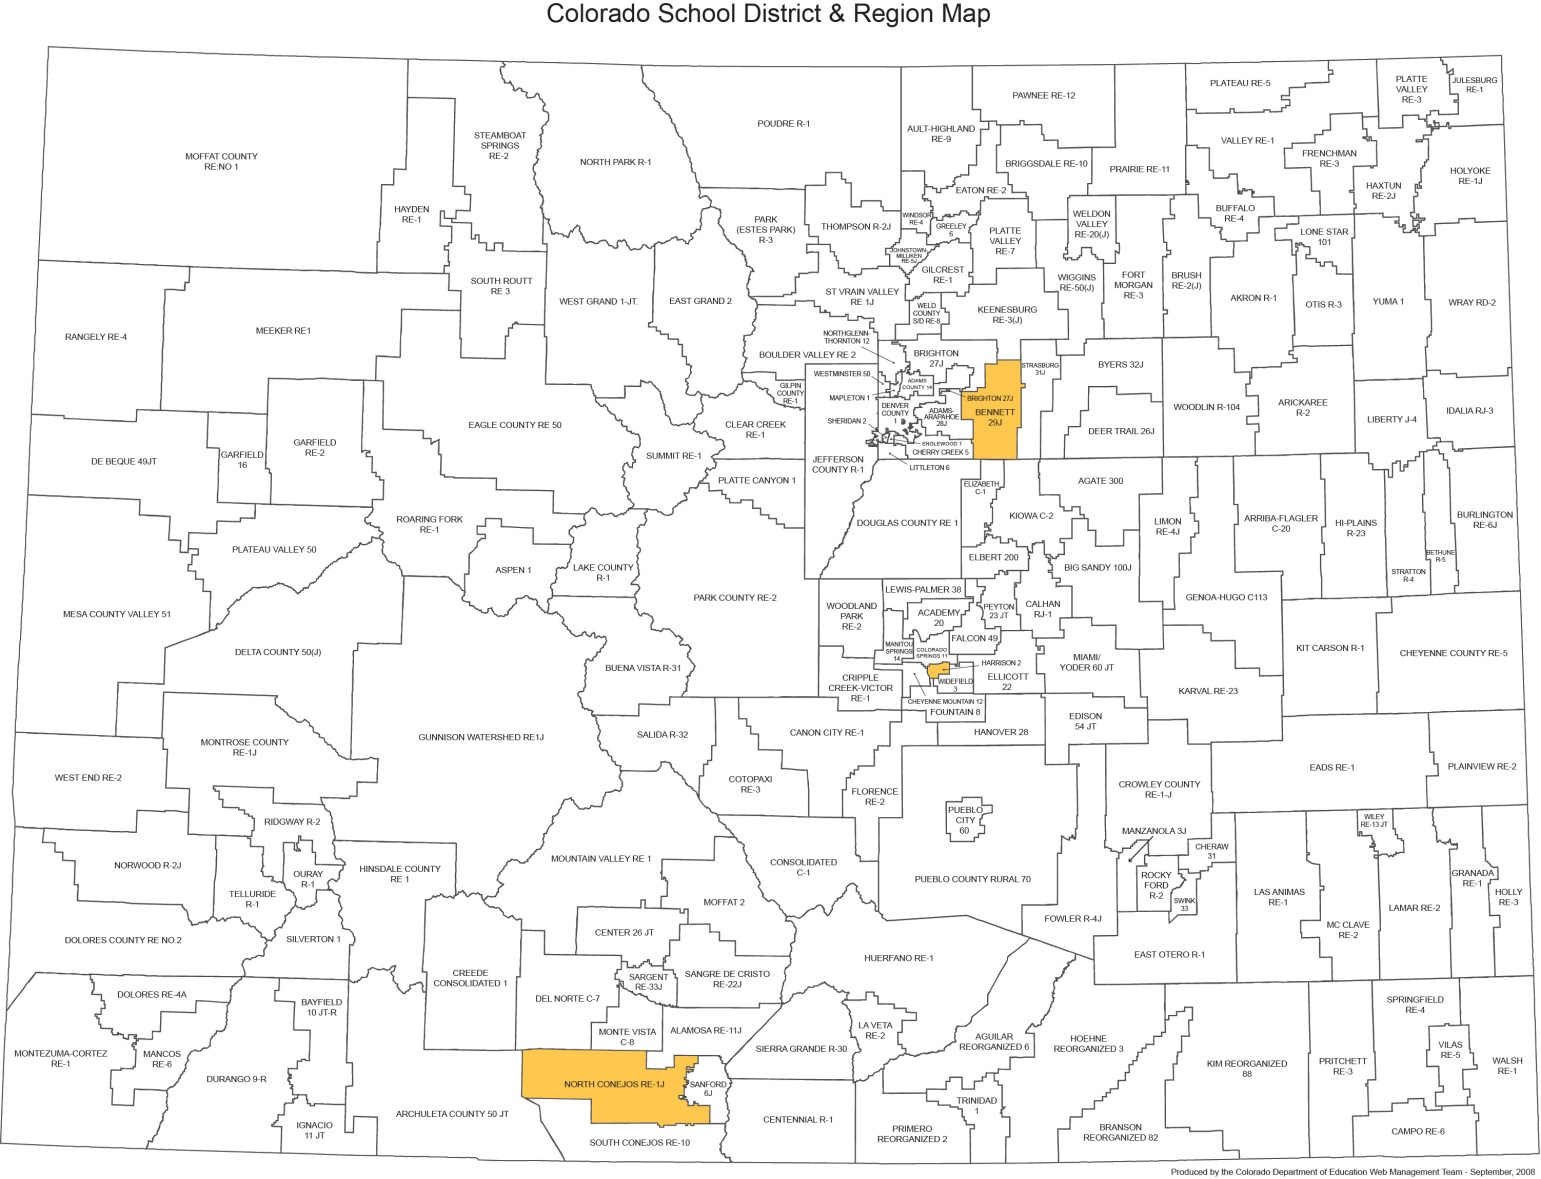 Colorado School District & Region Map
MOFFAT COUNTY
RE:NO 1
HAYDEN
RE-1
STEAMBOAT
SPRINGS
RE-2
NORTH PARK R-1
POUDRE R-1
AULT-HIGHLAND
RE-9
PAWNEE RE-12
BRIGGSDALE RE-10
PRAIRIE RE-11
PLATEAU RE-5
VALLEY RE-1
PLATTE
VALLEY
RE-3
JULESBURG
RE-1
FRENCHMAN
RE-3
HAXTUN
RE-2J
HOLYOKE
RE-1J
BUFFALO
RE-4
LONE STAR
101
EATON RE-2
WINDSOR
RE-4
GREELEY
6
PLATTE
VALLEY
RE-7
WELDON
VALLEY
RE-20(J)
PARK
(ESTES PARK)
R-3
THOMPSON R-2J
JOHNSTOWN-
MILLIKEN
RE-5J
GILCREST
RE-1
WIGGINS
RE-50(J)
FORT
MORGAN
RE-3
BRUSH
RE-2(J)
AKRON R-1
OTIS R-3
YUMA 1
WRAY RD-2
SOUTH ROUTT
RE 3
WEST GRAND 1-JT.
EAST GRAND 2
ST VRAIN VALLEY
RE 1J
WELD
COUNTY
S/D RE-8
KEENESBURG
RE-3(J)
RANGELY RE-4
MEEKER RE1
BOULDER VALLEY RE 2
NORTHGLENN-
THORNTON 12
BRIGHTON
27J
STRASBURG
31J
BYERS 32J
WESTMINSTER 50
ADAMS
COUNTY 14
GILPIN
COUNTY
RE-1
MAPLETON 1
BRIGHTON 27J
BENNETT
29J
DENVER
COUNTY
1
ADAMS-
ARAPAHOE
28J
SHERIDAN 2
ENGLEWOOD 1
CHERRY CREEK 5
LITTLETON 6
DEER TRAIL 26J
WOODLIN R-104
ARICKAREE
R-2
LIBERTY J-4
IDALIA RJ-3
EAGLE COUNTY RE 50
CLEAR CREEK
RE-1
SUMMIT RE-1
JEFFERSON
COUNTY R-1
PLATTE CANYON 1
DE BEQUE 49JT
GARFIELD
16
GARFIELD
RE-2
ROARING FORK
RE-1
PLATEAU VALLEY 50
ASPEN 1
LAKE COUNTY
R-1
PARK COUNTY RE-2
DOUGLAS COUNTY RE 1
ELIZABETH
C-1
KIOWA C-2
AGATE 300
ELBERT 200
BIG SANDY 100J
LIMON
RE-4J
ARRIBA-FLAGLER
C-20
HI-PLAINS
R-23
STRATTON
R-4
BETHUNE
R-5
BURLINGTON
RE-6J
MESA COUNTY VALLEY 51
DELTA COUNTY 50(J)
BUENA VISTA R-31
WOODLAND
PARK
RE-2
LEWIS-PALMER 38
ACADEMY
20
PEYTON
23 JT
CALHAN
RJ-1
GENOA-HUGO C113
MANITOU
SPRINGS
14
COLORADO
SPRINGS 11
FALCON 49
HARRISON 2
WIDEFIELD
3
ELLICOTT
22
MIAMI/
YODER 60 JT
KIT CARSON R-1
CHEYENNE COUNTY RE-5
KARVAL RE-23
CRIPPLE
CREEK-VICTOR
RE-1
CHEYENNE MOUNTAIN 12
FOUNTAIN 8
HANOVER 28
EDISON
54 JT
MONTROSE COUNTY
RE-1J
GUNNISON WATERSHED RE1J
SALIDA R-32
CANON CITY RE-1
COTOPAXI
RE-3
FLORENCE
RE-2
WEST END RE-2
EADS RE-1
PLAINVIEW RE-2
CROWLEY COUNTY
RE-1-J
PUEBLO
CITY
60
RIDGWAY R-2
MANZANOLA 3J
WILEY
RE-13 JT
CHERAW
31
NORWOOD R-2J
TELLURIDE
R-1
OURAY
R-1
HINSDALE COUNTY
RE 1
MOUNTAIN VALLEY RE 1
CONSOLIDATED
C-1
PUEBLO COUNTY RURAL 70
ROCKY
FORD
R-2
SWINK
33
LAS ANIMAS
RE-1
GRANADA
RE-1
HOLLY
RE-3
MOFFAT 2
FOWLER R-4J
LAMAR RE-2
MC CLAVE
RE-2
DOLORES COUNTY RE NO.2
SILVERTON 1
CENTER 26 JT
EAST OTERO R-1
HUERFANO RE-1
CREEDE
CONSOLIDATED 1
SARGENT
RE-33J
SANGRE DE CRISTO
RE-22J
DEL NORTE C-7
DOLORES RE-4A
BAYFIELD
10 JT-R
MONTE VISTA
C-8
ALAMOSA RE-11J
LA VETA
RE-2
SIERRA GRANDE R-30
AGUILAR
REORGANIZED 6
HOEHNE
REORGANIZED 3
SPRINGFIELD
RE-4
MONTEZUMA-CORTEZ
RE-1
MANCOS
RE-6
DURANGO 9-R
KIM REORGANIZED
88
PRITCHETT
RE-3
VILAS
RE-5
WALSH
RE-1
NORTH CONEJOS RE-1J
SANFORD
6J
ARCHULETA COUNTY 50 JT
IGNACIO
11 JT
SOUTH CONEJOS RE-10
CENTENNIAL R-1
TRINIDAD
1
PRIMERO
REORGANIZED 2
BRANSON
REORGANIZED 82
CAMPO RE-6
Produced by the Colorado Department of Education Web Management Team - September, 2008